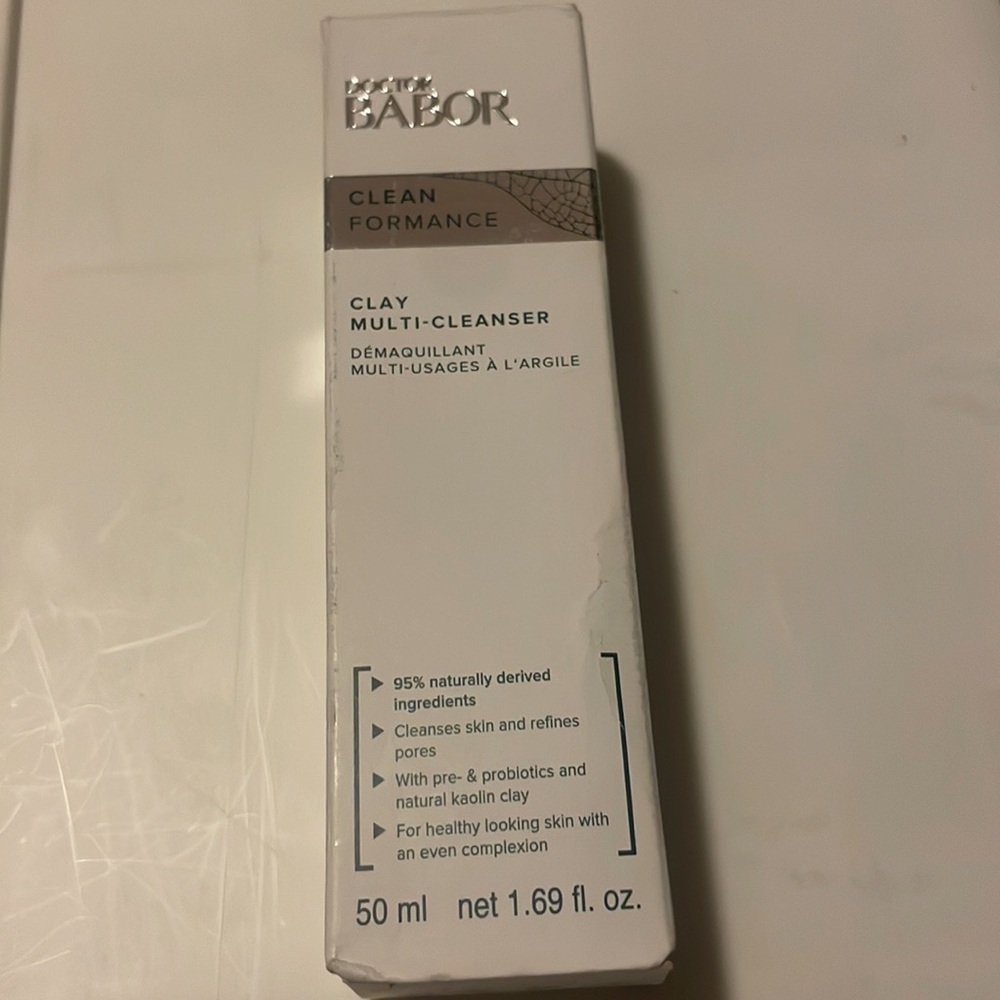 DOCTOR
BABOR
CLEAN
FORMANCE
CLAY
MULTI-CLEANSER
DÉMAQUILLANT
MULTI-USAGES À L'ARGILE
95% naturally derived
ingredients
Cleanses skin and refines
pores
With pre- & probiotics and
natural kaolin clay
For healthy looking skin with
an even complexion
50 ml net 1.69 fl. oz.